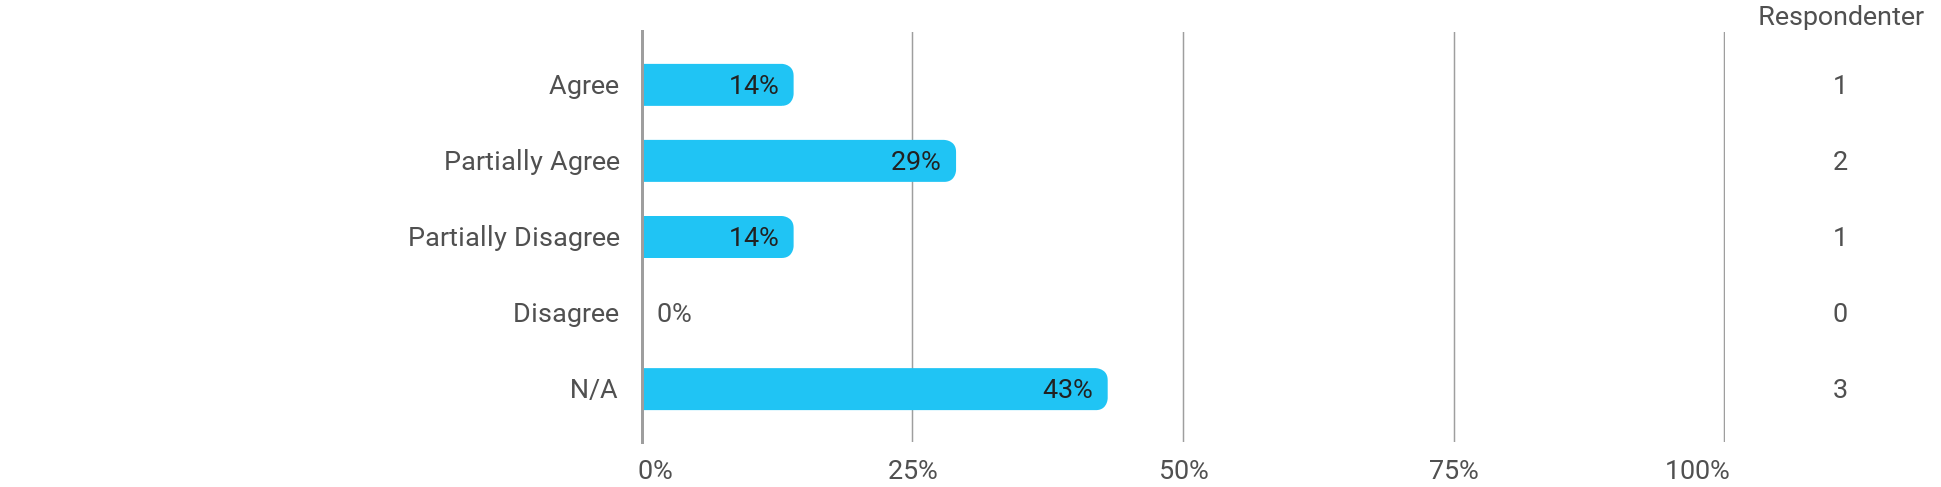 Respondenter
Agree 14% 1
Partially Agree 29% 2
Partially Disagree 14% 1
Disagree 0% 0
N/A 43% 3
0% 25% 50% 75% 100%